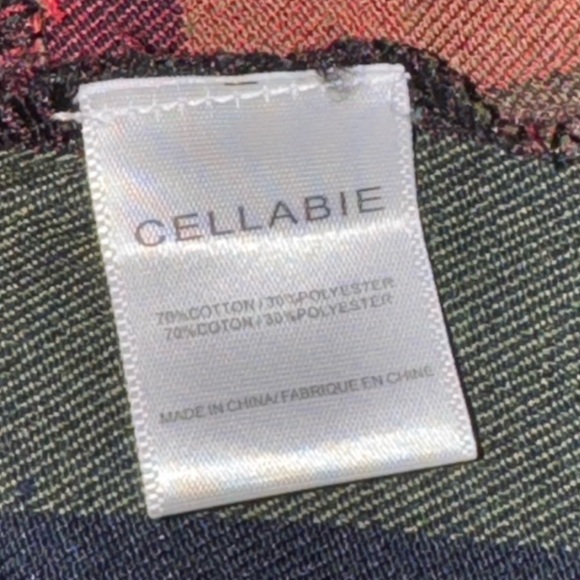 CELLABIE
70%COTTON / 30%POLYESTER
70%COTON / 30%POLYESTER
MADE IN CHINA/ FABRIQUE EN CHINE